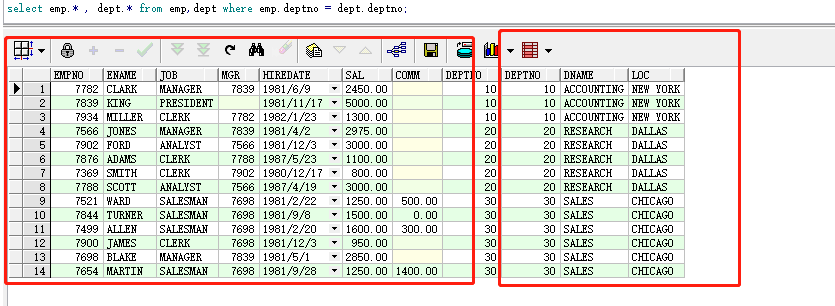 select emp.* , dept.* from emp,dept where emp.deptno = dept.deptno;
EMPNO ENAME JOB MGR HIREDATE SAL COMM DEPTNO DEPTNO DNAME LOC
1 7782 CLARK MANAGER 7839 1981/6/9 2450.00 10 10 ACCOUNTING NEW YORK
2 7839 KING PRESIDENT 1981/11/17 5000.00 10 10 ACCOUNTING NEW YORK
3 7934 MILLER CLERK 7782 1982/1/23 1300.00 10 10 ACCOUNTING NEW YORK
4 7566 JONES MANAGER 7839 1981/4/2 2975.00 20 20 RESEARCH DALLAS
5 7902 FORD ANALYST 7566 1981/12/3 3000.00 20 20 RESEARCH DALLAS
6 7876 ADAMS CLERK 7788 1987/5/23 1100.00 20 20 RESEARCH DALLAS
7 7369 SMITH CLERK 7902 1980/12/17 800.00 20 20 RESEARCH DALLAS
8 7788 SCOTT ANALYST 7566 1987/4/19 3000.00 20 20 RESEARCH DALLAS
9 7521 WARD SALESMAN 7698 1981/2/22 1250.00 500.00 30 30 SALES CHICAGO
10 7844 TURNER SALESMAN 7698 1981/9/8 1500.00 0.00 30 30 SALES CHICAGO
11 7499 ALLEN SALESMAN 7698 1981/2/20 1600.00 300.00 30 30 SALES CHICAGO
12 7900 JAMES CLERK 7698 1981/12/3 950.00 30 30 SALES CHICAGO
13 7698 BLAKE MANAGER 7839 1981/5/1 2850.00 30 30 SALES CHICAGO
14 7654 MARTIN SALESMAN 7698 1981/9/28 1250.00 1400.00 30 30 SALES CHICAGO